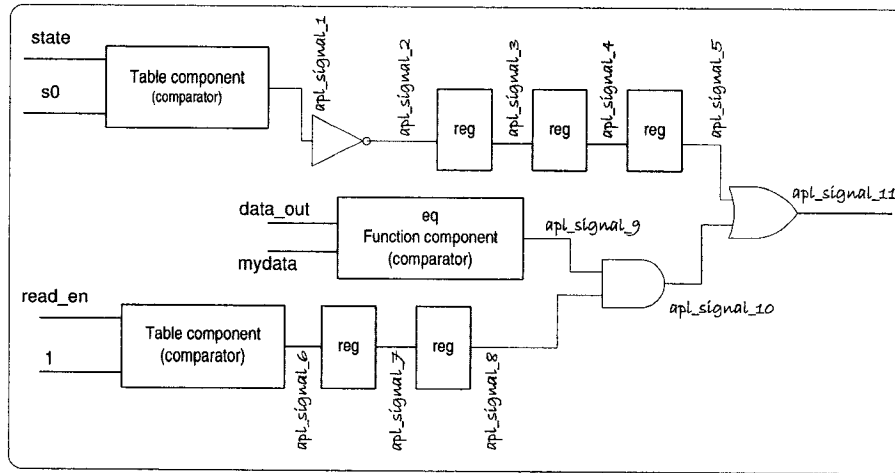 state
s0
Table component
(comparator)
apl_signal_1
apl_signal_2
reg
apl_signal_3
reg
apl_signal_4
reg
apl_signal_5
apl_signal_11
data_out
mydata
eq
Function component
(comparator)
apl_signal_9
apl_signal_10
read_en
1
Table component
(comparator)
apl_signal_6
reg
apl_signal_7
reg
apl_signal_8